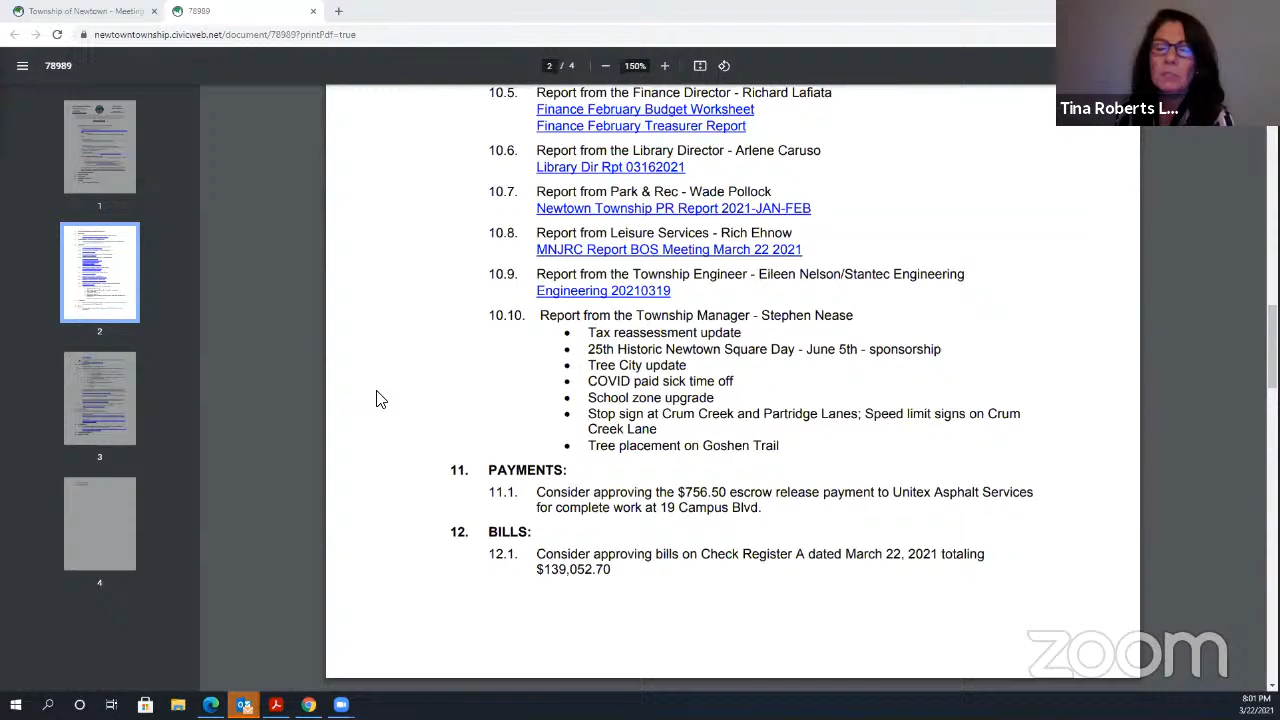 Township of Newtown - Meeting
78989
newtowntownship.civicweb.net/document/78989?printPdf=true
78989
2 / 4
150%
Tina Roberts L...
10.5. Report from the Finance Director - Richard Lafiata
Finance February Budget Worksheet
Finance February Treasurer Report
10.6. Report from the Library Director - Arlene Caruso
Library Dir Rpt 03162021
10.7. Report from Park & Rec - Wade Pollock
Newtown Township PR Report 2021-JAN-FEB
10.8. Report from Leisure Services - Rich Ehnow
MNJRC Report BOS Meeting March 22 2021
10.9. Report from the Township Engineer - Eileen Nelson/Stantec Engineering
Engineering 20210319
10.10. Report from the Township Manager - Stephen Nease
• Tax reassessment update
• 25th Historic Newtown Square Day - June 5th - sponsorship
• Tree City update
• COVID paid sick time off
• School zone upgrade
• Stop sign at Crum Creek and Partridge Lanes; Speed limit signs on Crum
Creek Lane
• Tree placement on Goshen Trail
11. PAYMENTS:
11.1. Consider approving the $756.50 escrow release payment to Unitex Asphalt Services
for complete work at 19 Campus Blvd.
12. BILLS:
12.1. Consider approving bills on Check Register A dated March 22, 2021 totaling
$139,052.70
1
2
3
4
zoom
8:01 PM
3/22/2021